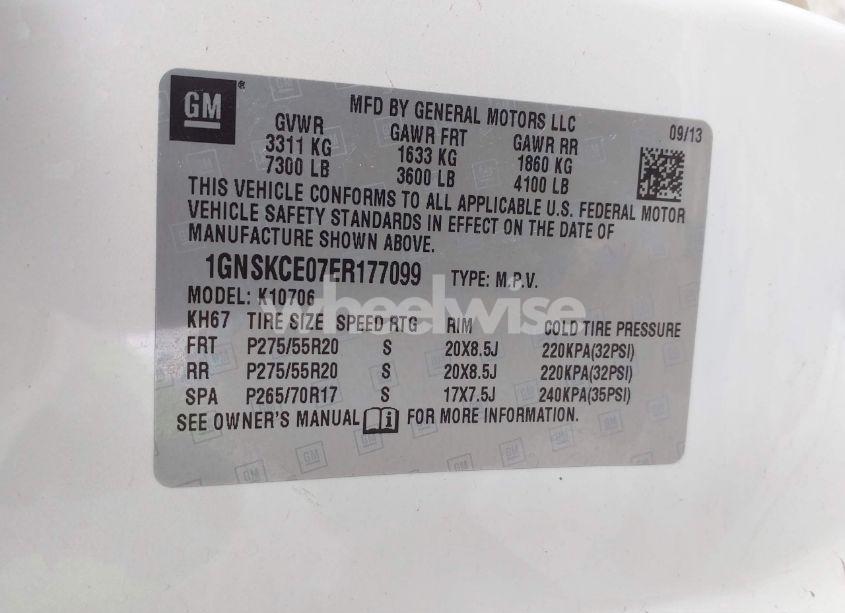 GM
MFD BY GENERAL MOTORS LLC
09/13
GVWR GAWR FRT GAWR RR
3311 KG 1633 KG 1860 KG
7300 LB 3600 LB 4100 LB
THIS VEHICLE CONFORMS TO ALL APPLICABLE U.S. FEDERAL MOTOR
VEHICLE SAFETY STANDARDS IN EFFECT ON THE DATE OF
MANUFACTURE SHOWN ABOVE.
1GNSKCE07ER177099 TYPE: M.P.V.
MODEL: K10706
wheelwise
KH67 TIRE SIZE SPEED RTG RIM COLD TIRE PRESSURE
FRT P275/55R20 S 20X8.5J 220KPA(32PSI)
RR P275/55R20 S 20X8.5J 220KPA(32PSI)
SPA P265/70R17 S 17X7.5J 240KPA(35PSI)
SEE OWNER'S MANUAL i FOR MORE INFORMATION.